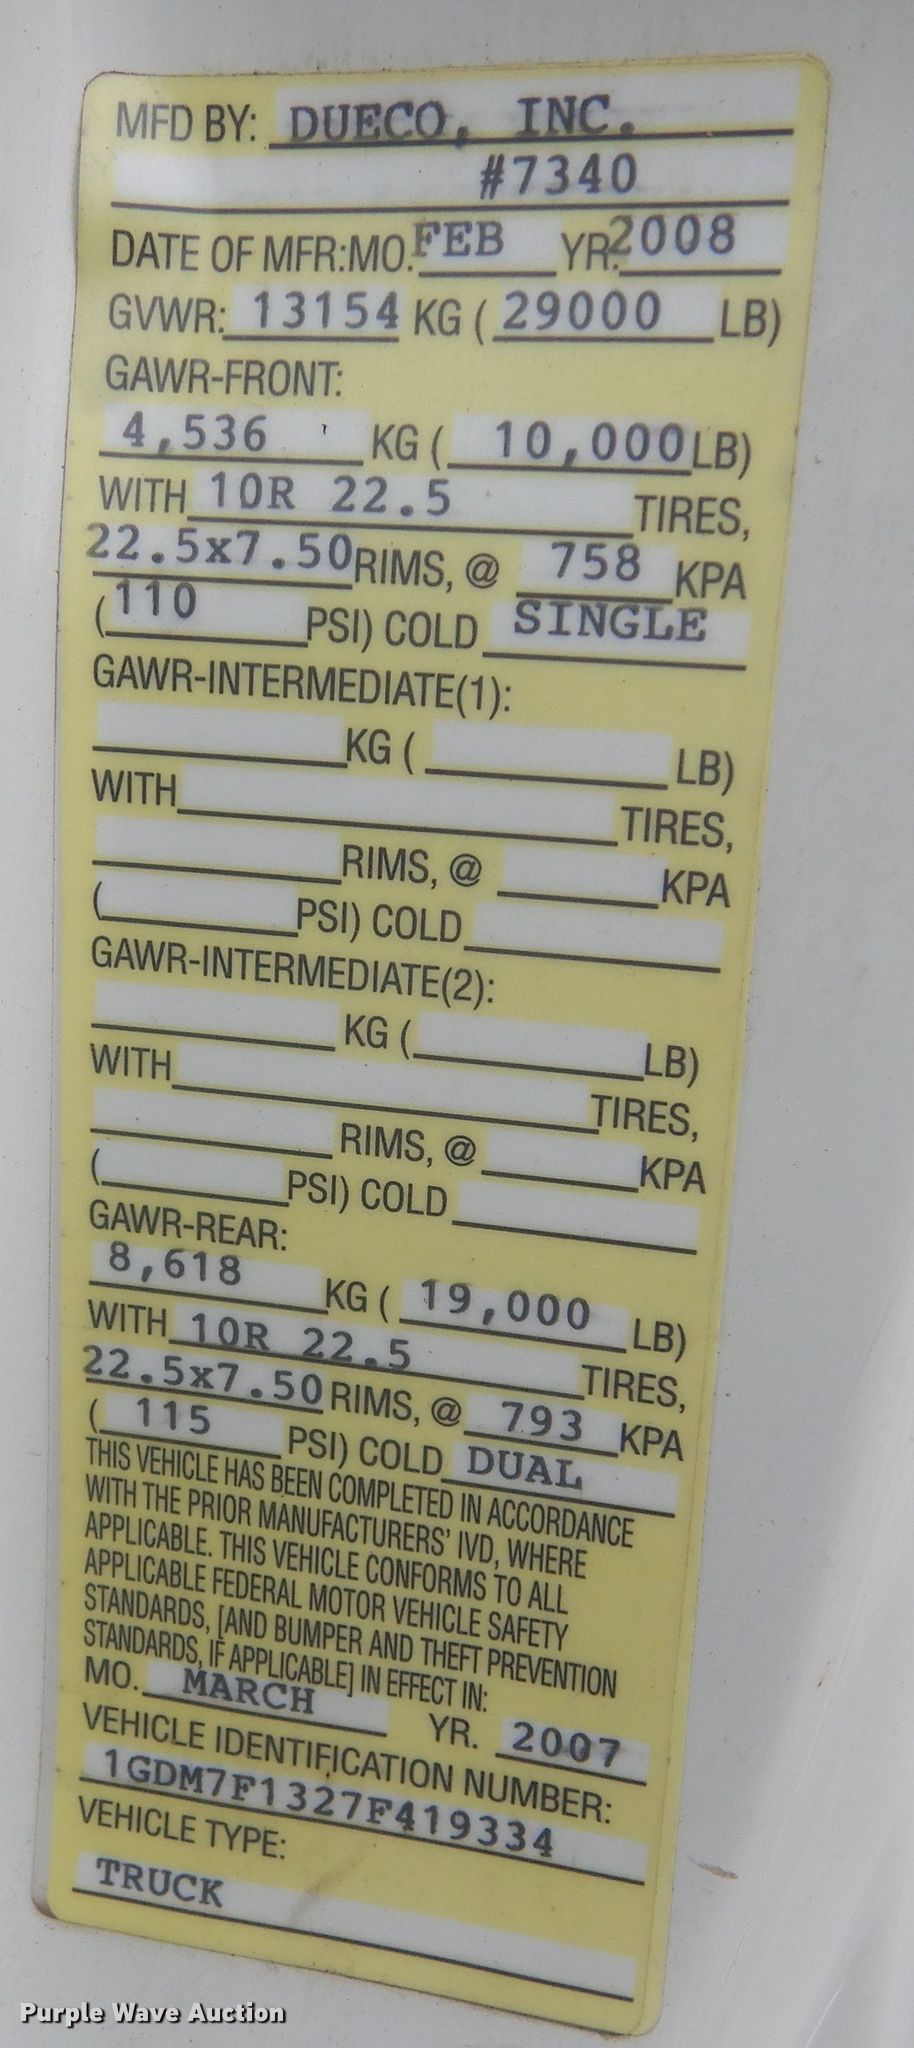 MFD BY: DUECO, INC.
#7340
DATE OF MFR:MO. FEB YR. 2008
GVWR: 13154 KG ( 29000 LB)
GAWR-FRONT:
4,536 KG ( 10,000 LB)
WITH 10R 22.5 TIRES,
22.5x7.50 RIMS, @ 758 KPA
(110 PSI) COLD SINGLE
GAWR-INTERMEDIATE(1):
KG ( LB)
WITH TIRES,
RIMS, @ KPA
( PSI) COLD
GAWR-INTERMEDIATE(2):
KG ( LB)
WITH TIRES,
RIMS, @ KPA
( PSI) COLD
GAWR-REAR:
8,618 KG ( 19,000 LB)
WITH 10R 22.5 TIRES,
22.5x7.50 RIMS, @ 793 KPA
( 115 PSI) COLD DUAL
THIS VEHICLE HAS BEEN COMPLETED IN ACCORDANCE
WITH THE PRIOR MANUFACTURERS' IVD, WHERE
APPLICABLE. THIS VEHICLE CONFORMS TO ALL
APPLICABLE FEDERAL MOTOR VEHICLE SAFETY
STANDARDS, [AND BUMPER AND THEFT PREVENTION
STANDARDS, IF APPLICABLE] IN EFFECT IN:
MO. MARCH YR. 2007
VEHICLE IDENTIFICATION NUMBER:
1GDM7F1327F419334
VEHICLE TYPE:
TRUCK
Purple Wave Auction